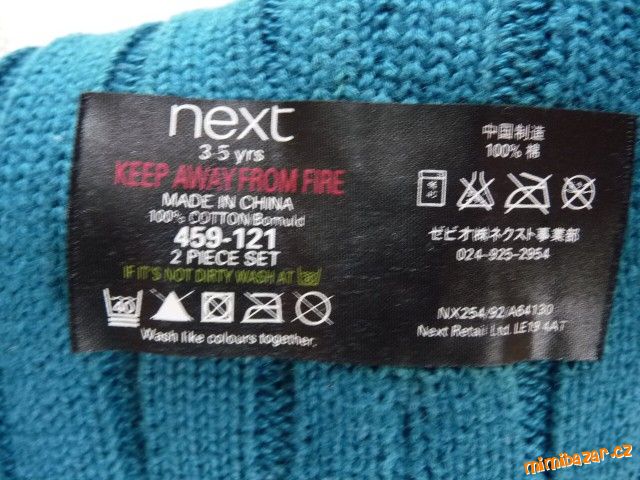 next
3-5 yrs
KEEP AWAY FROM FIRE
MADE IN CHINA
100% COTTON/Bomuld
459-121
2 PIECE SET
IF IT'S NOT DIRTY WASH AT 30
40
Wash like colours together.
中国制造
100% 棉
ゼビオ㈱ネクスト事業部
024-925-2954
NX254/92/A64130
Next Retail Ltd. LE19 4AT
mimibazar.cz